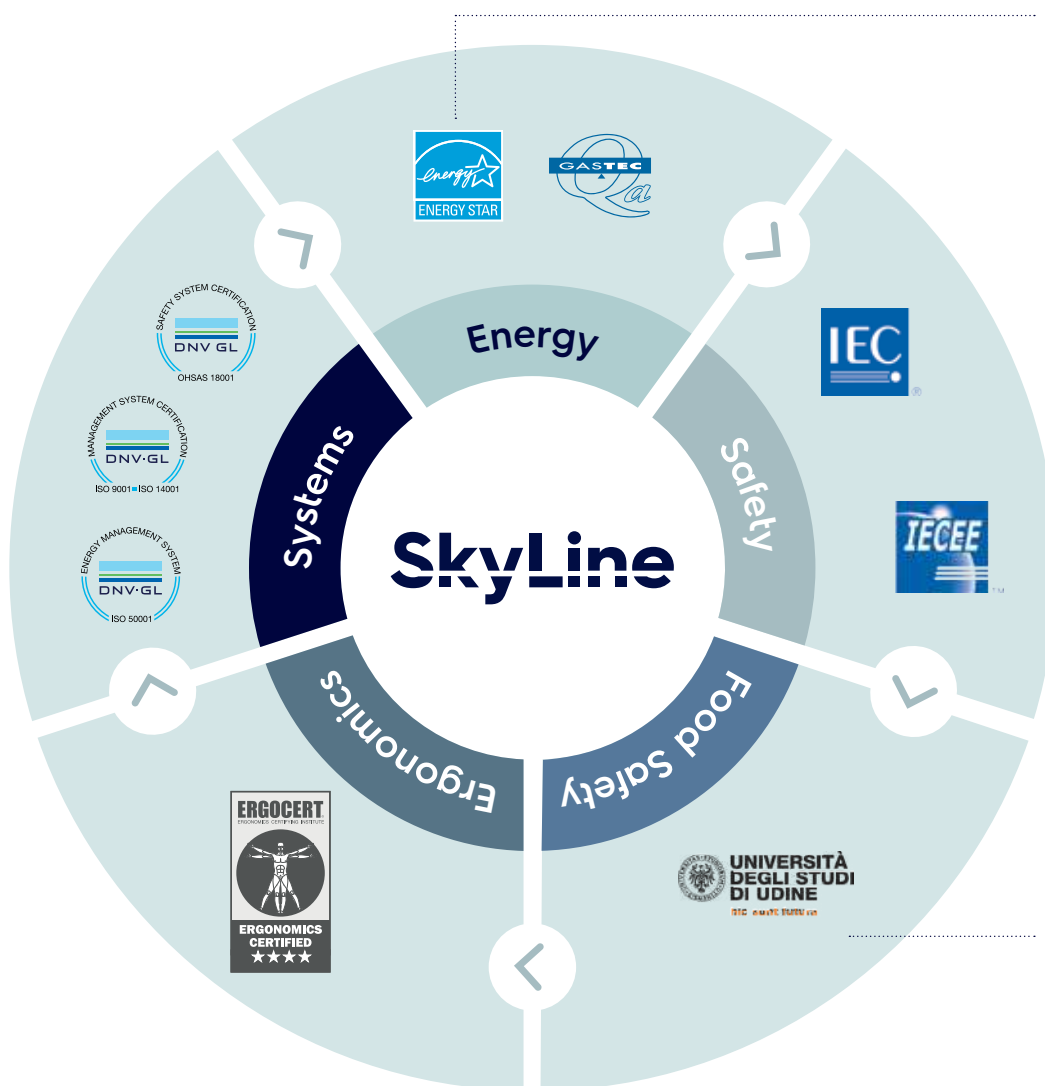 energy
ENERGY STAR
GASTEC
Qa
Energy
SAFETY SYSTEM CERTIFICATION
DNV GL
OHSAS 18001
MANAGEMENT SYSTEM CERTIFICATION
DNV·GL
ISO 9001=ISO 14001
ENERGY MANAGEMENT SYSTEM
DNV·GL
ISO 50001
Systems
IEC
®
Safety
IECEE
TM
SkyLine
Ergonomics
Food Safety
ERGOCERT
ERGONOMICS CERTIFYING INSTITUTE
ERGONOMICS
CERTIFIED
UNIVERSITÀ
DEGLI STUDI
DI UDINE